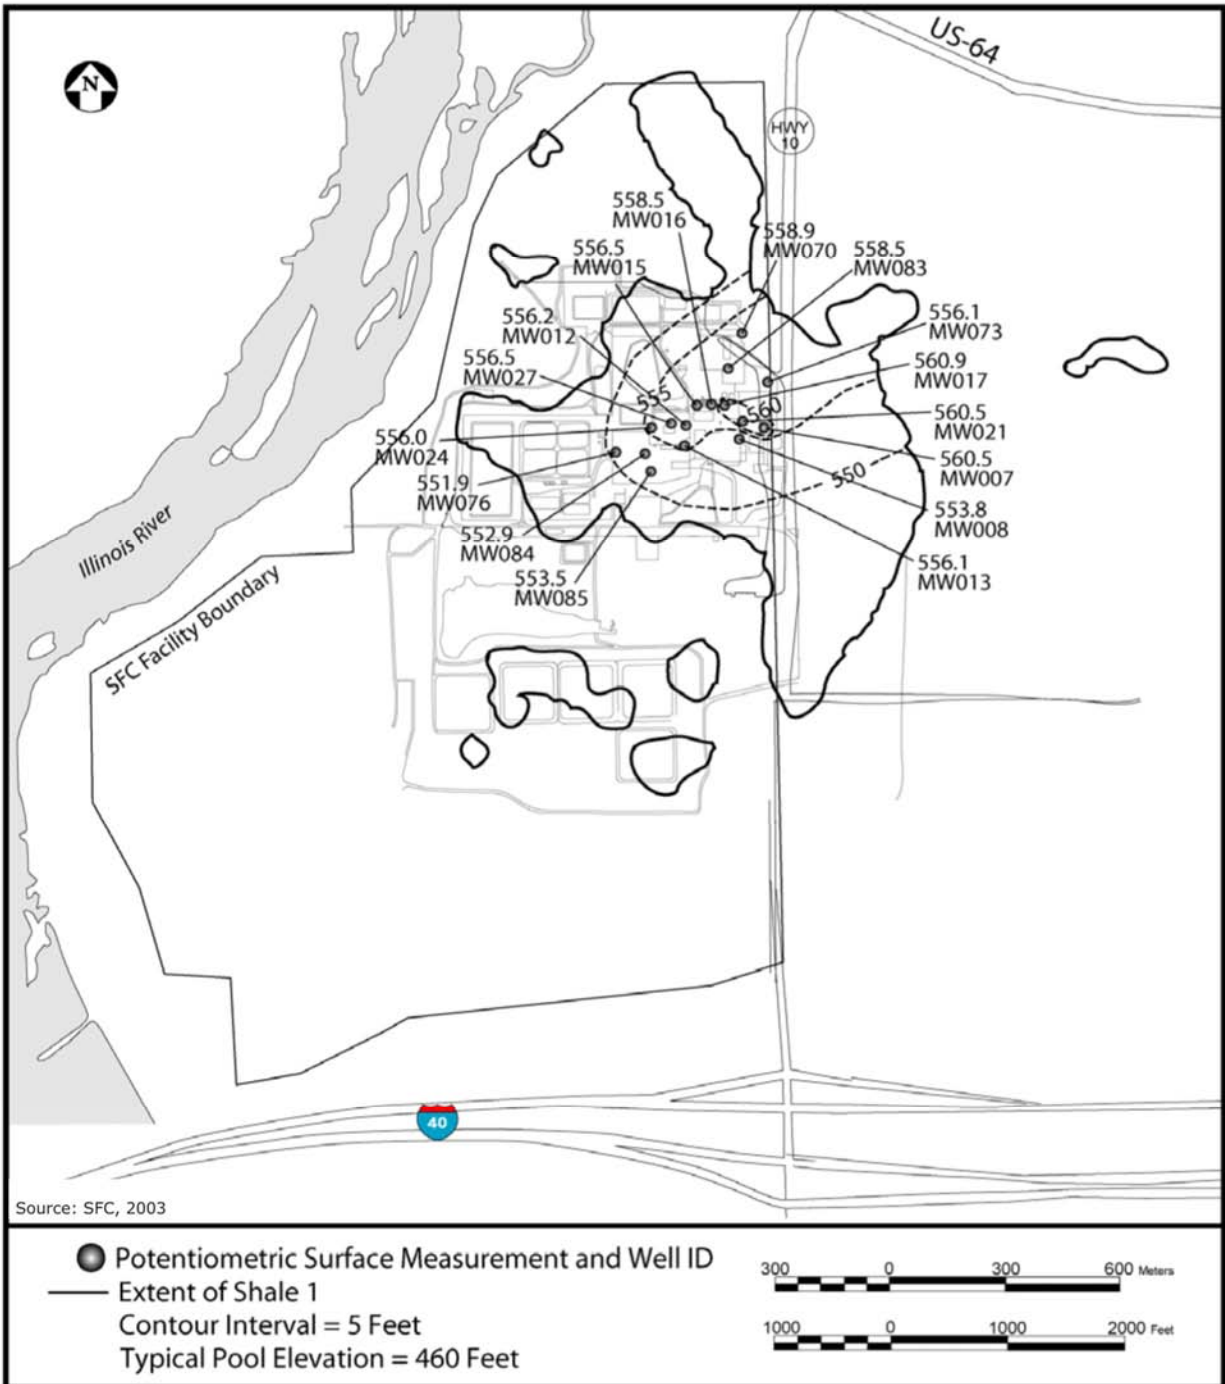 US-64
N
HWY
10
558.5
MW016
558.9
MW070
556.5
MW015
558.5
MW083
556.2
MW012
556.1
MW073
556.5
MW027
560.9
MW017
555
560
560.5
MW021
556.0
MW024
560.5
MW007
551.9
MW076
550
553.8
MW008
552.9
MW084
556.1
MW013
553.5
MW085
Illinois River
SFC Facility Boundary
40
Source: SFC, 2003
Potentiometric Surface Measurement and Well ID
Extent of Shale 1
Contour Interval = 5 Feet
Typical Pool Elevation = 460 Feet
300 0 300 600 Meters
1000 0 1000 2000 Feet